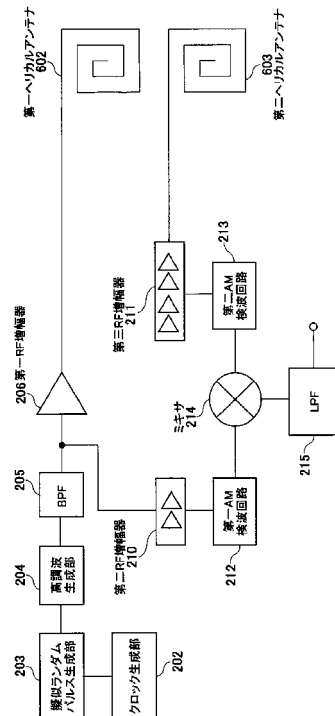 第一ヘリカルアンテナ
602
第二ヘリカルアンテナ
603
206 第一RF増幅器
205
BPF
204
高調波
生成部
203
擬似ランダム
パルス生成部
クロック生成部
202
第二RF増幅器
210
第三RF増幅器
211
第一AM
検波回路
212
ミキサ
214
第二AM
検波回路
213
LPF
215